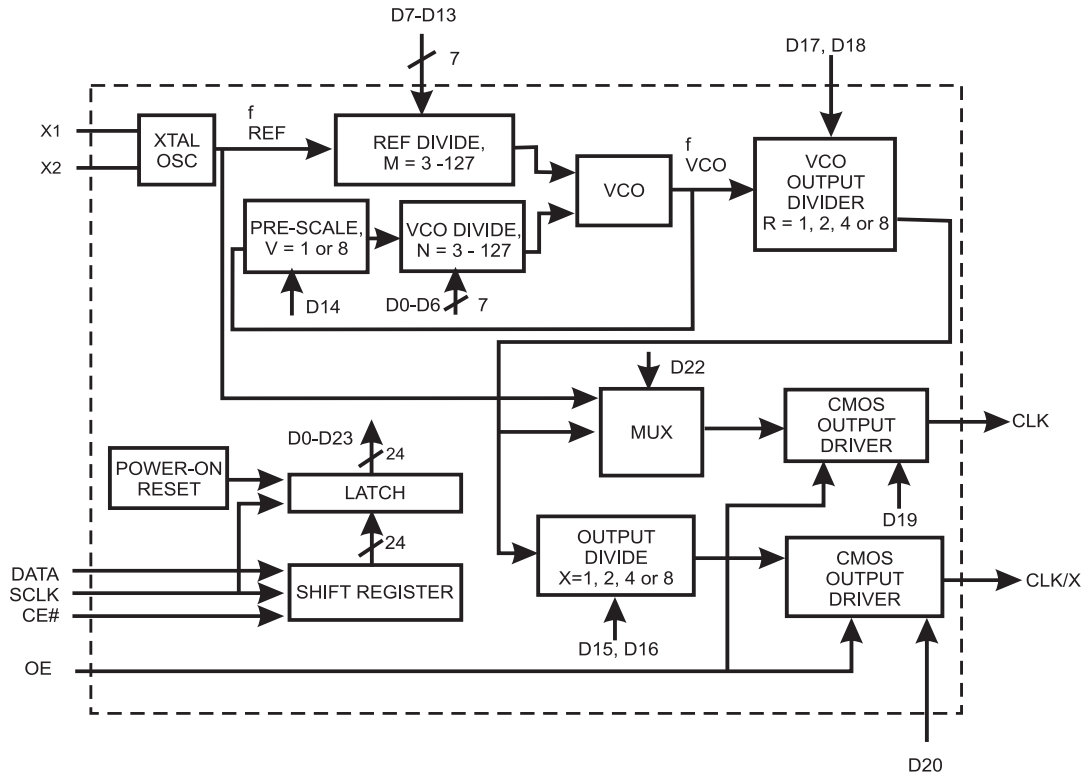 D7-D13
7
D17, D18
X1
X2
XTAL
OSC
f
REF
REF DIVIDE,
M = 3 -127
VCO
f
VCO
VCO
OUTPUT
DIVIDER
R = 1, 2, 4 or 8
PRE-SCALE,
V = 1 or 8
VCO DIVIDE,
N = 3 - 127
D14
D0-D6
7
D22
MUX
CMOS
OUTPUT
DRIVER
CLK
D19
D0-D23
24
POWER-ON
RESET
LATCH
24
OUTPUT
DIVIDE
X=1, 2, 4 or 8
CMOS
OUTPUT
DRIVER
CLK/X
DATA
SCLK
CE#
SHIFT REGISTER
D15, D16
OE
D20